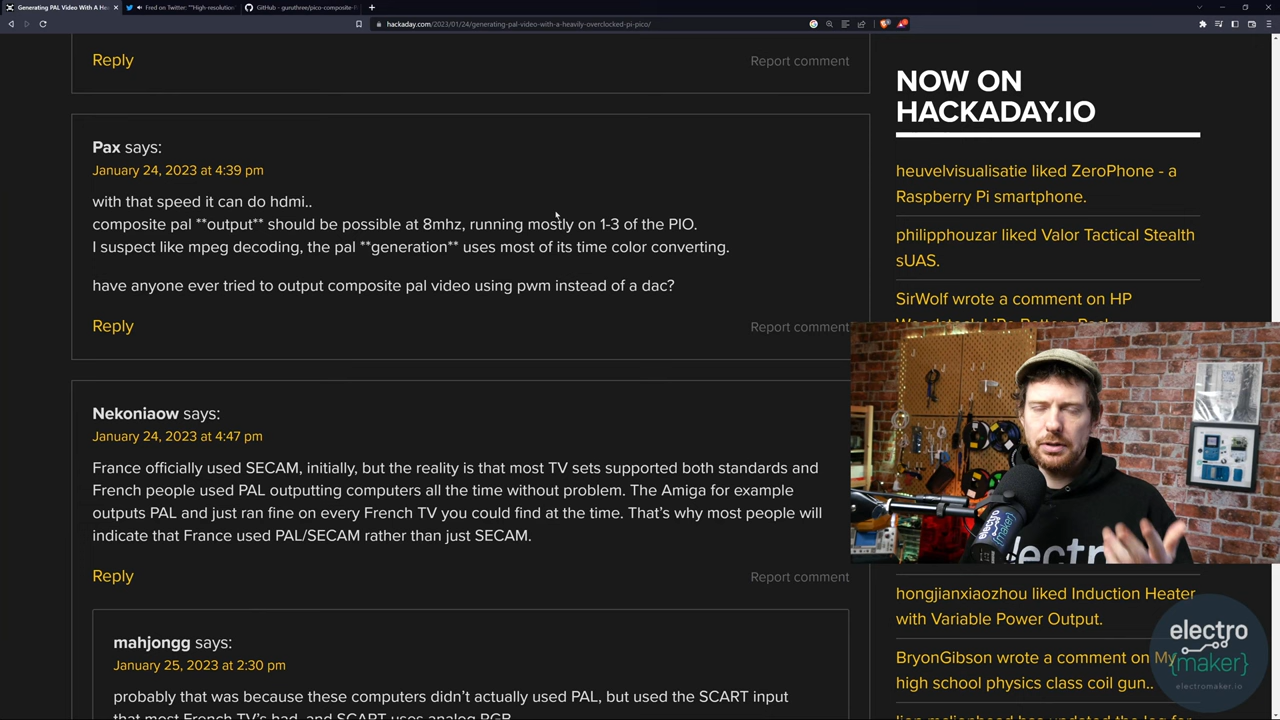 Generating PAL Video With A He
Fred on Twitter: "High-resolution
GitHub - guruthree/pico-composite-P
hackaday.com/2023/01/24/generating-pal-video-with-a-heavily-overclocked-pi-pico/
Reply
Report comment
Pax says:
January 24, 2023 at 4:39 pm
with that speed it can do hdmi..
composite pal **output** should be possible at 8mhz, running mostly on 1-3 of the PIO.
I suspect like mpeg decoding, the pal **generation** uses most of its time color converting.
have anyone ever tried to output composite pal video using pwm instead of a dac?
Reply
Report comment
Nekoniaow says:
January 24, 2023 at 4:47 pm
France officially used SECAM, initially, but the reality is that most TV sets supported both standards and
French people used PAL outputting computers all the time without problem. The Amiga for example
outputs PAL and just ran fine on every French TV you could find at the time. That's why most people will
indicate that France used PAL/SECAM rather than just SECAM.
Reply
Report comment
mahjongg says:
January 25, 2023 at 2:30 pm
probably that was because these computers didn't actually used PAL, but used the SCART input
that most French TV's had, and SCART uses analog RGB
NOW ON
HACKADAY.IO
heuvelvisualisatie liked ZeroPhone - a
Raspberry Pi smartphone.
philipphouzar liked Valor Tactical Stealth
sUAS.
SirWolf wrote a comment on HP
hongjianxiaozhou liked Induction Heater
with Variable Power Output.
BryonGibson wrote a comment on My
high school physics class coil gun..
electro
{maker}
electromaker.io
electr